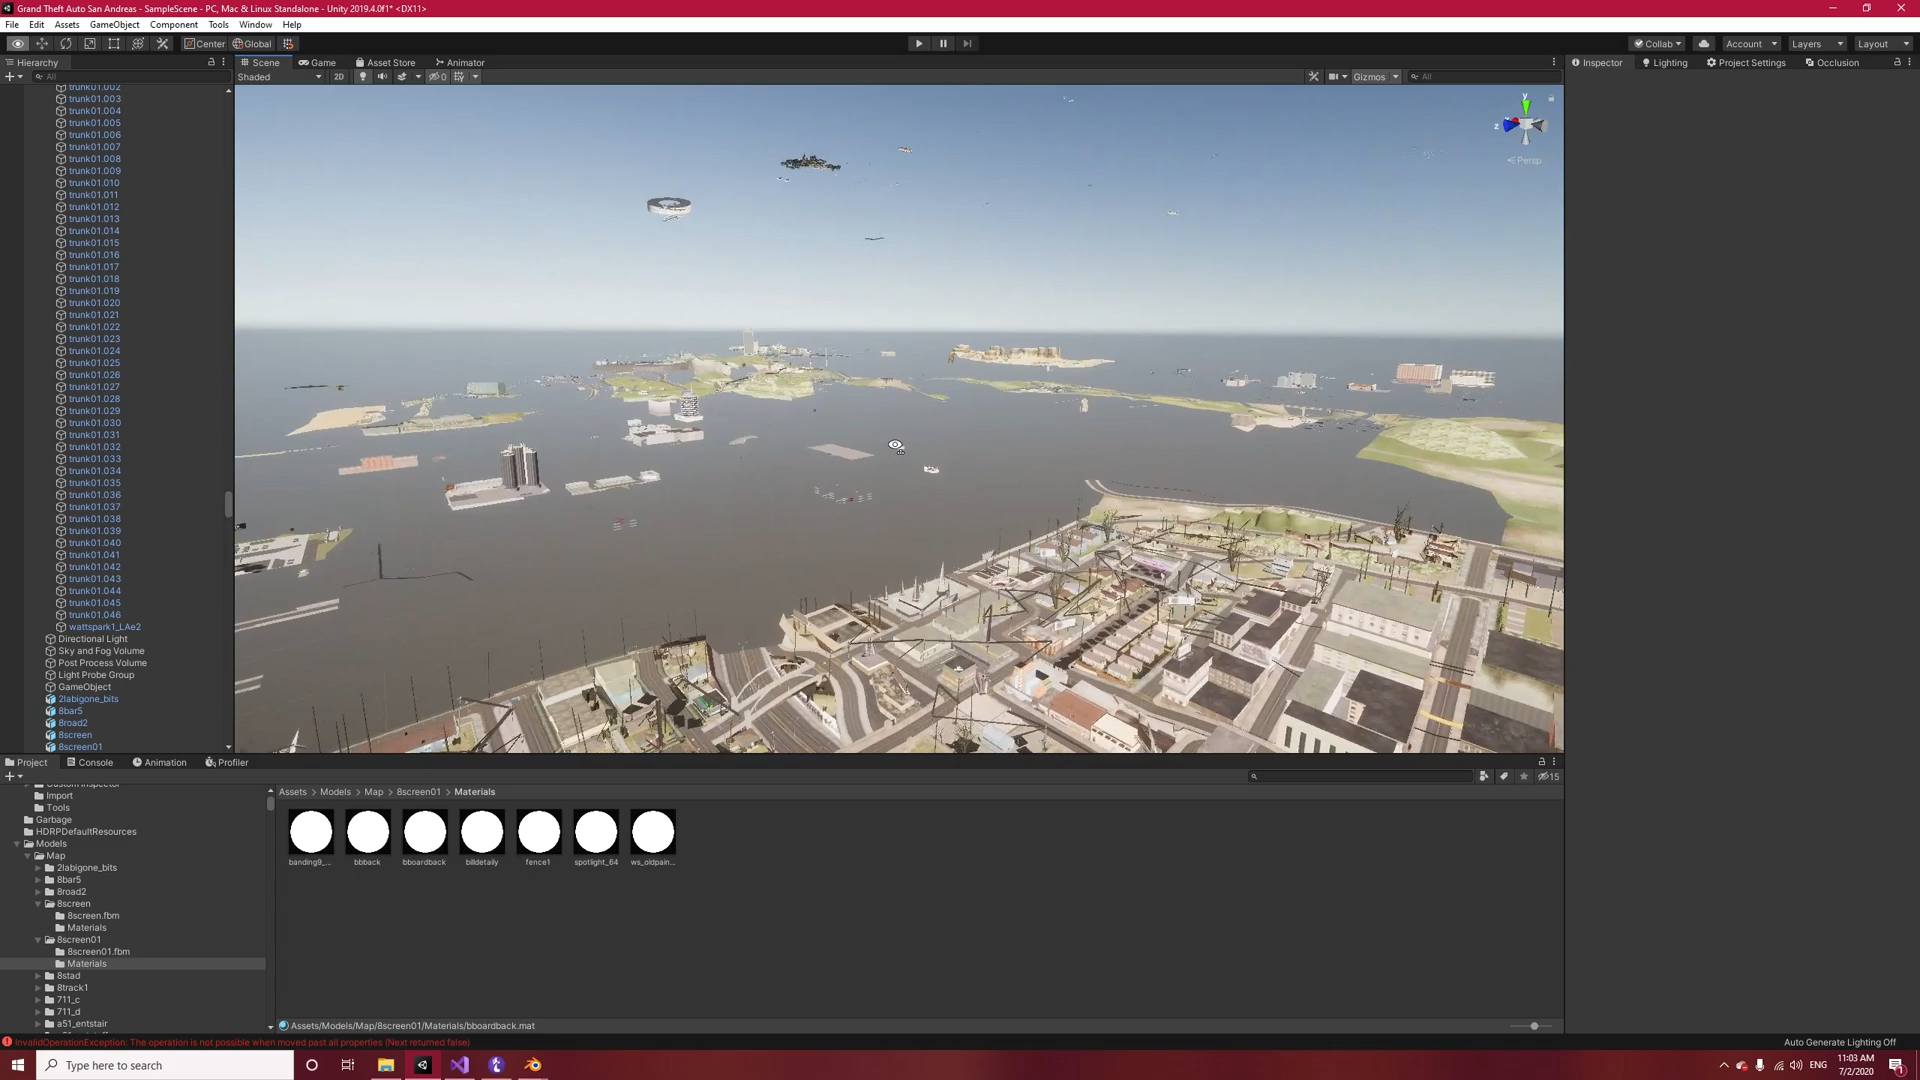 Grand Theft Auto San Andreas - SampleScene - PC, Mac & Linux Standalone - Unity 2019.4.0f1* <DX11>
File Edit Assets GameObject Component Tools Window Help
Center Global Collab Account Layers Layout
Hierarchy Scene Game Asset Store Animator Inspector Lighting Project Settings Occlusion
All Shaded 2D 0 Gizmos All
trunk01.002
trunk01.003
trunk01.004
trunk01.005
trunk01.006
trunk01.007
trunk01.008
trunk01.009
trunk01.010
trunk01.011
trunk01.012
trunk01.013
trunk01.014
trunk01.015
trunk01.016
trunk01.017
trunk01.018
trunk01.019
trunk01.020
trunk01.021
trunk01.022
trunk01.023
trunk01.024
trunk01.025
trunk01.026
trunk01.027
trunk01.028
trunk01.029
trunk01.030
trunk01.031
trunk01.032
trunk01.033
trunk01.034
trunk01.035
trunk01.036
trunk01.037
trunk01.038
trunk01.039
trunk01.040
trunk01.041
trunk01.042
trunk01.043
trunk01.044
trunk01.045
trunk01.046
wattspark1_LAe2
Directional Light
Sky and Fog Volume
Post Process Volume
Light Probe Group
GameObject
2labigone_bits
8bar5
8road2
8screen
8screen01
y
z
Persp
Project Console Animation Profiler
15
Import
Tools
Garbage
HDRPDefaultResources
Models
Map
2labigone_bits
8bar5
8road2
8screen
8screen.fbm
Materials
8screen01
8screen01.fbm
Materials
8stad
8track1
711_c
711_d
a51_entstair
Assets > Models > Map > 8screen01 > Materials
banding9_... bbback bboardback billdetaily fence1 spotlight_64 ws_oldpain...
Assets/Models/Map/8screen01/Materials/bboardback.mat
InvalidOperationException: The operation is not possible when moved past all properties (Next returned false)
Auto Generate Lighting Off
Type here to search
ENG
11:03 AM
7/2/2020
1